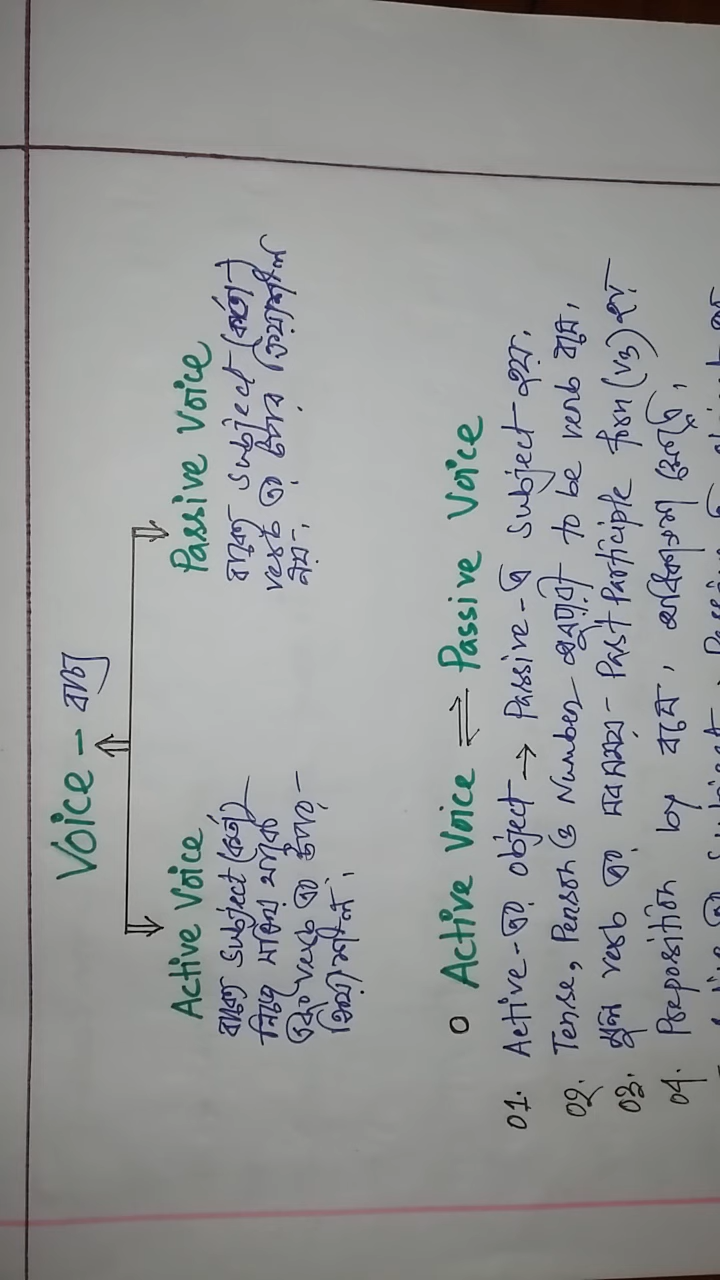 Voice – বাচ্য
Active Voice
বাক্যে Subject (কর্তা)
নিজে সক্রিয় থাকে
এবং verb এর উপর
ক্রিয়াশীল।
Passive Voice
বাক্যে Subject (কর্তা)
verb এর উপর ক্রিয়াশীল
নয়।
o Active Voice ⇌ Passive Voice
01. Active-এর object → Passive-এ Subject হয়.
02. Tense, Person ও Number অনুযায়ী to be verb বসে,
03. মূল verb এর সবসময় Past Participle form (V3) হয়
04. Preposition by বসে,